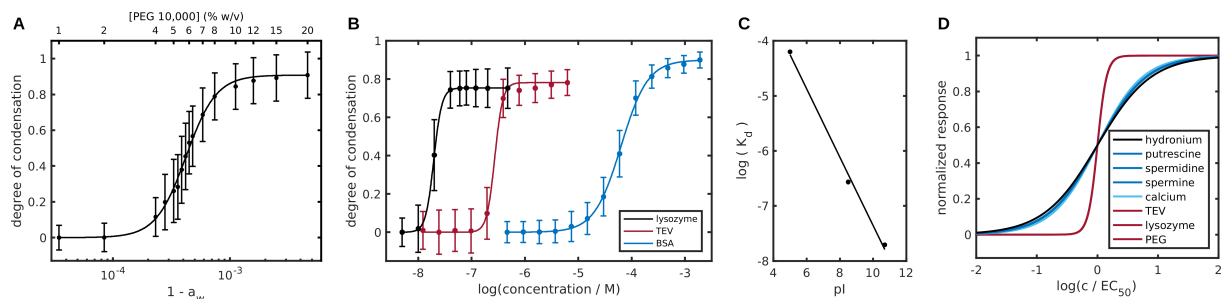 A
[PEG 10,000] (% w/v)
1 2 4 5 6 7 8 10 12 15 20
degree of condensation
1
0.8
0.6
0.4
0.2
0
10-4 10-3
1 - aw
B
degree of condensation
1
0.8
0.6
0.4
0.2
0
lysozyme
TEV
BSA
-8 -7 -6 -5 -4 -3
log(concentration / M)
C
log ( Kd )
-4
-5
-6
-7
-8
4 6 8 10 12
pI
D
normalized response
1
0.8
0.6
0.4
0.2
0
hydronium
putrescine
spermidine
spermine
calcium
TEV
lysozyme
PEG
-2 -1 0 1 2
log(c / EC50)